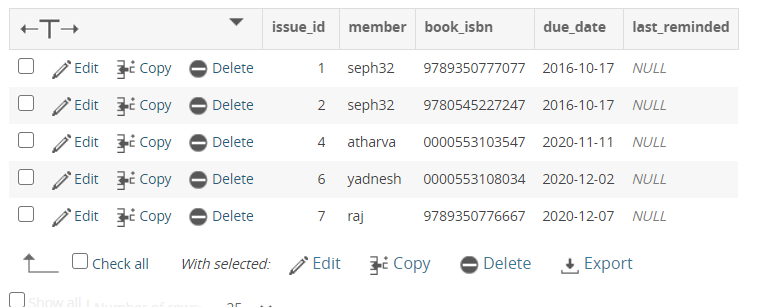 issue_id member book_isbn due_date last_reminded
Edit Copy Delete 1 seph32 9789350777077 2016-10-17 NULL
Edit Copy Delete 2 seph32 9780545227247 2016-10-17 NULL
Edit Copy Delete 4 atharva 0000553103547 2020-11-11 NULL
Edit Copy Delete 6 yadnesh 0000553108034 2020-12-02 NULL
Edit Copy Delete 7 raj 9789350776667 2020-12-07 NULL
Check all With selected: Edit Copy Delete Export
Show all | Number of rows: 25